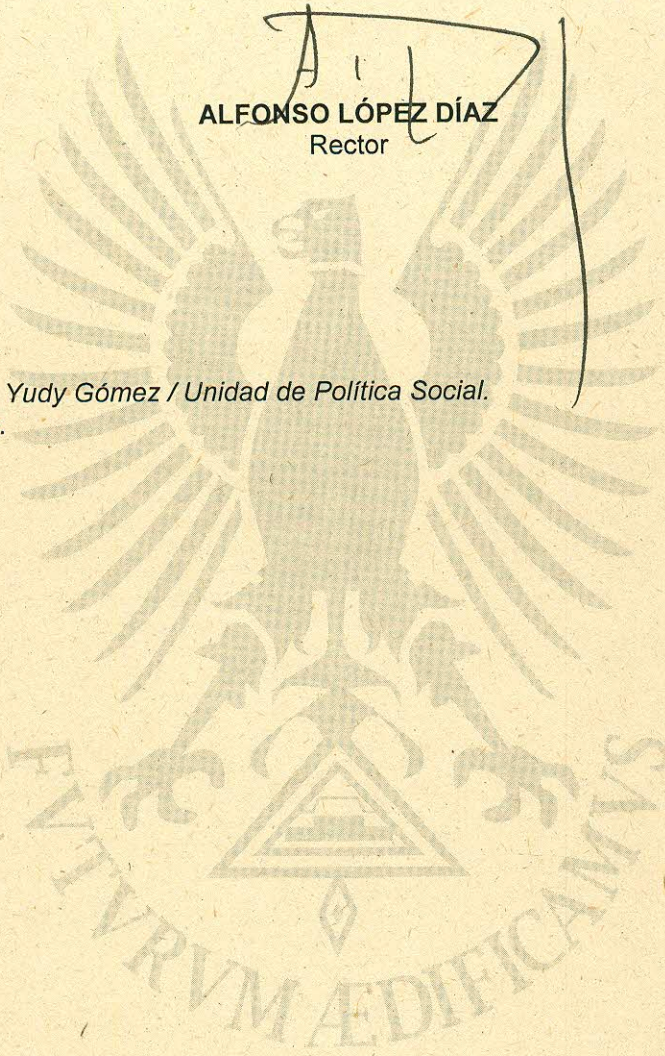 ALFONSO LÓPEZ DÍAZ
Rector
Yudy Gómez / Unidad de Política Social.
FVTVRVM ÆDIFICAMVS